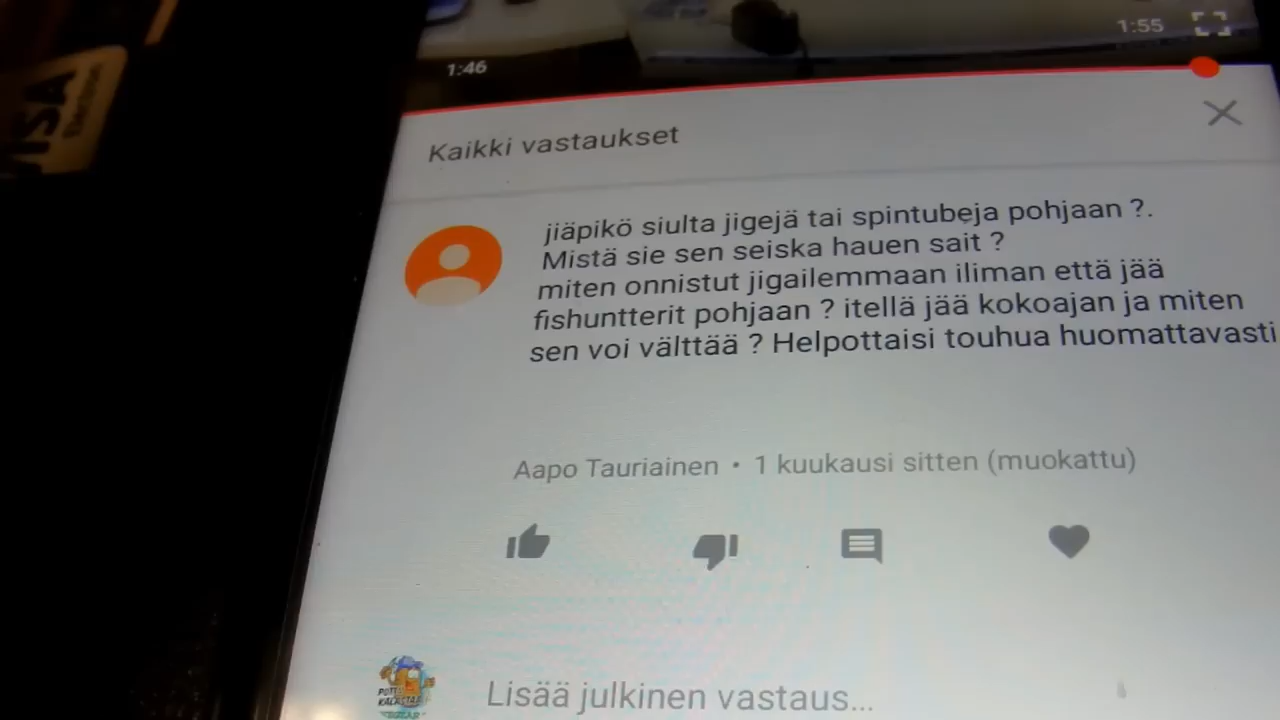 1:55
1:46
Kaikki vastaukset
jiäpikö siulta jigejä tai spintubeja pohjaan ?.
Mistä sie sen seiska hauen sait ?
miten onnistut jigailemmaan iliman että jää
fishuntterit pohjaan ? itellä jää kokoajan ja miten
sen voi välttää ? Helpottaisi touhua huomattavasti
Aapo Tauriainen • 1 kuukausi sitten (muokattu)
Lisää julkinen vastaus...
VISA
Electron